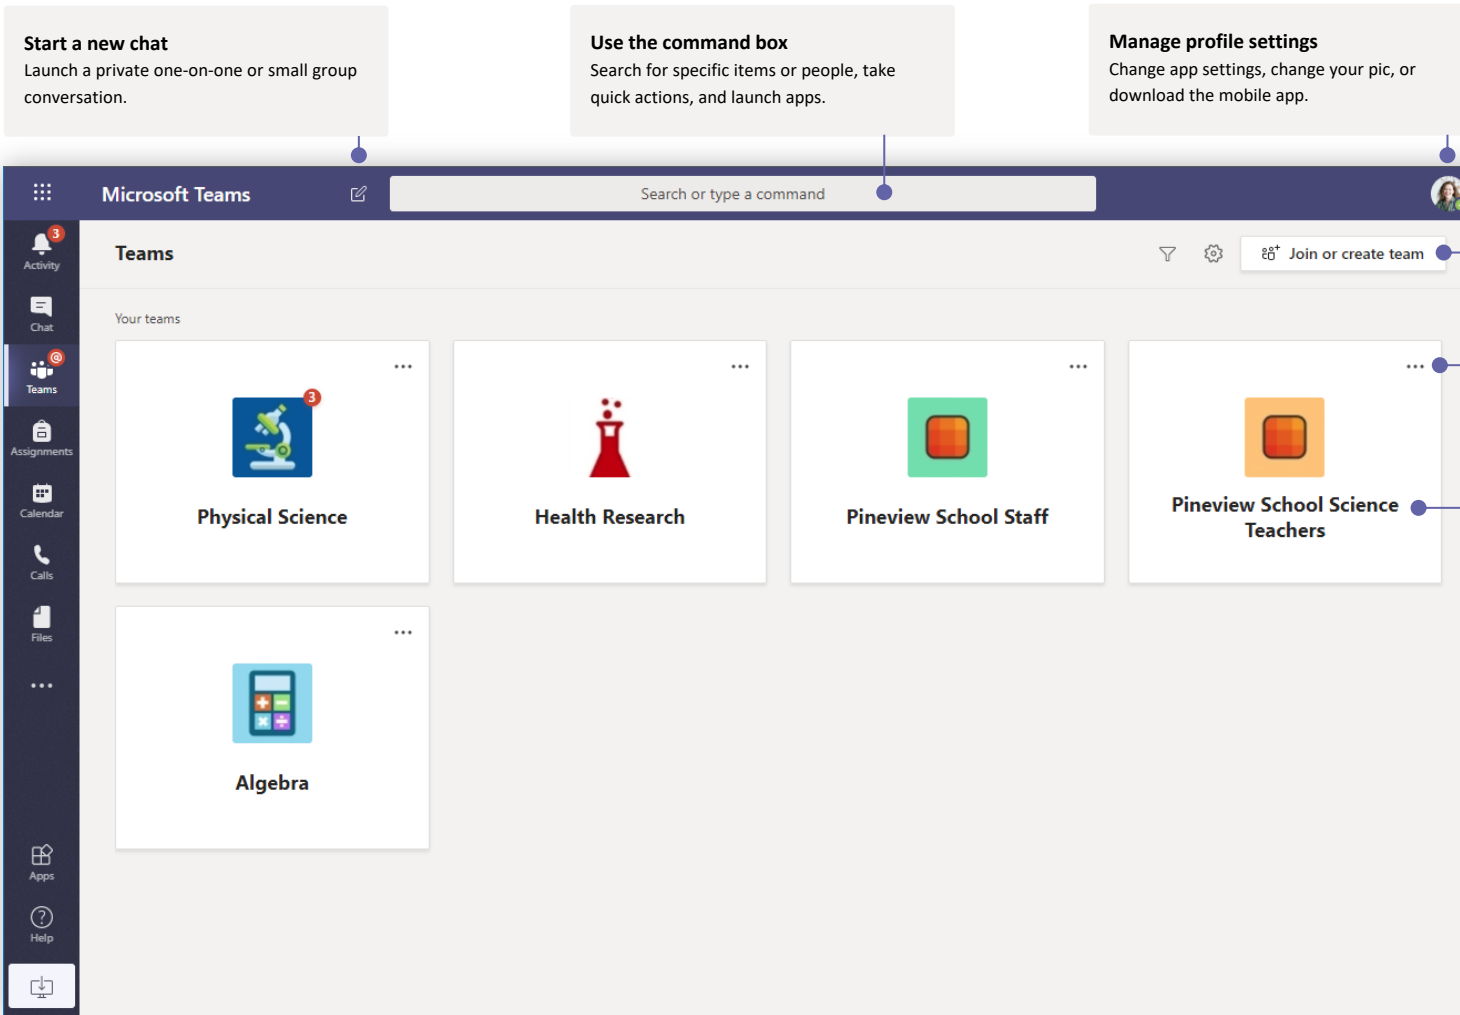 Start a new chat
Launch a private one-on-one or small group
conversation.
Use the command box
Search for specific items or people, take
quick actions, and launch apps.
Manage profile settings
Change app settings, change your pic, or
download the mobile app.
Microsoft Teams
Search or type a command
3
Activity
Chat
@
Teams
Assignments
Calendar
Calls
Files
Apps
Help
Teams
Join or create team
Your teams
3
Physical Science
Health Research
Pineview School Staff
Pineview School Science
Teachers
Algebra